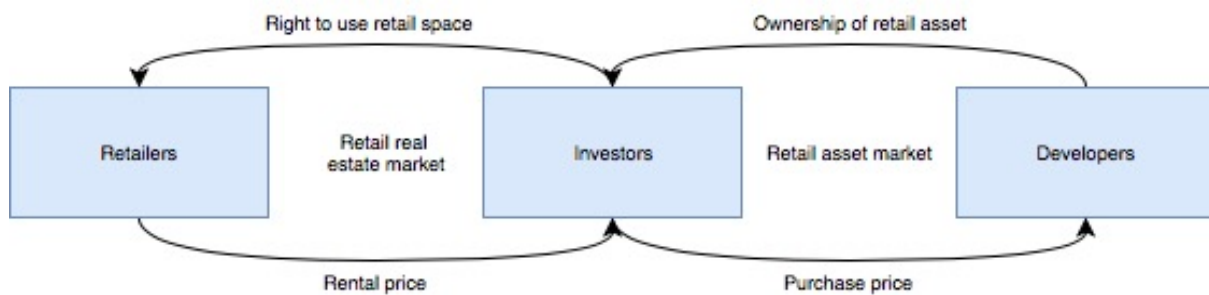 Right to use retail space
Ownership of retail asset
Retailers
Retail real
estate market
Investors
Retail asset market
Developers
Rental price
Purchase price